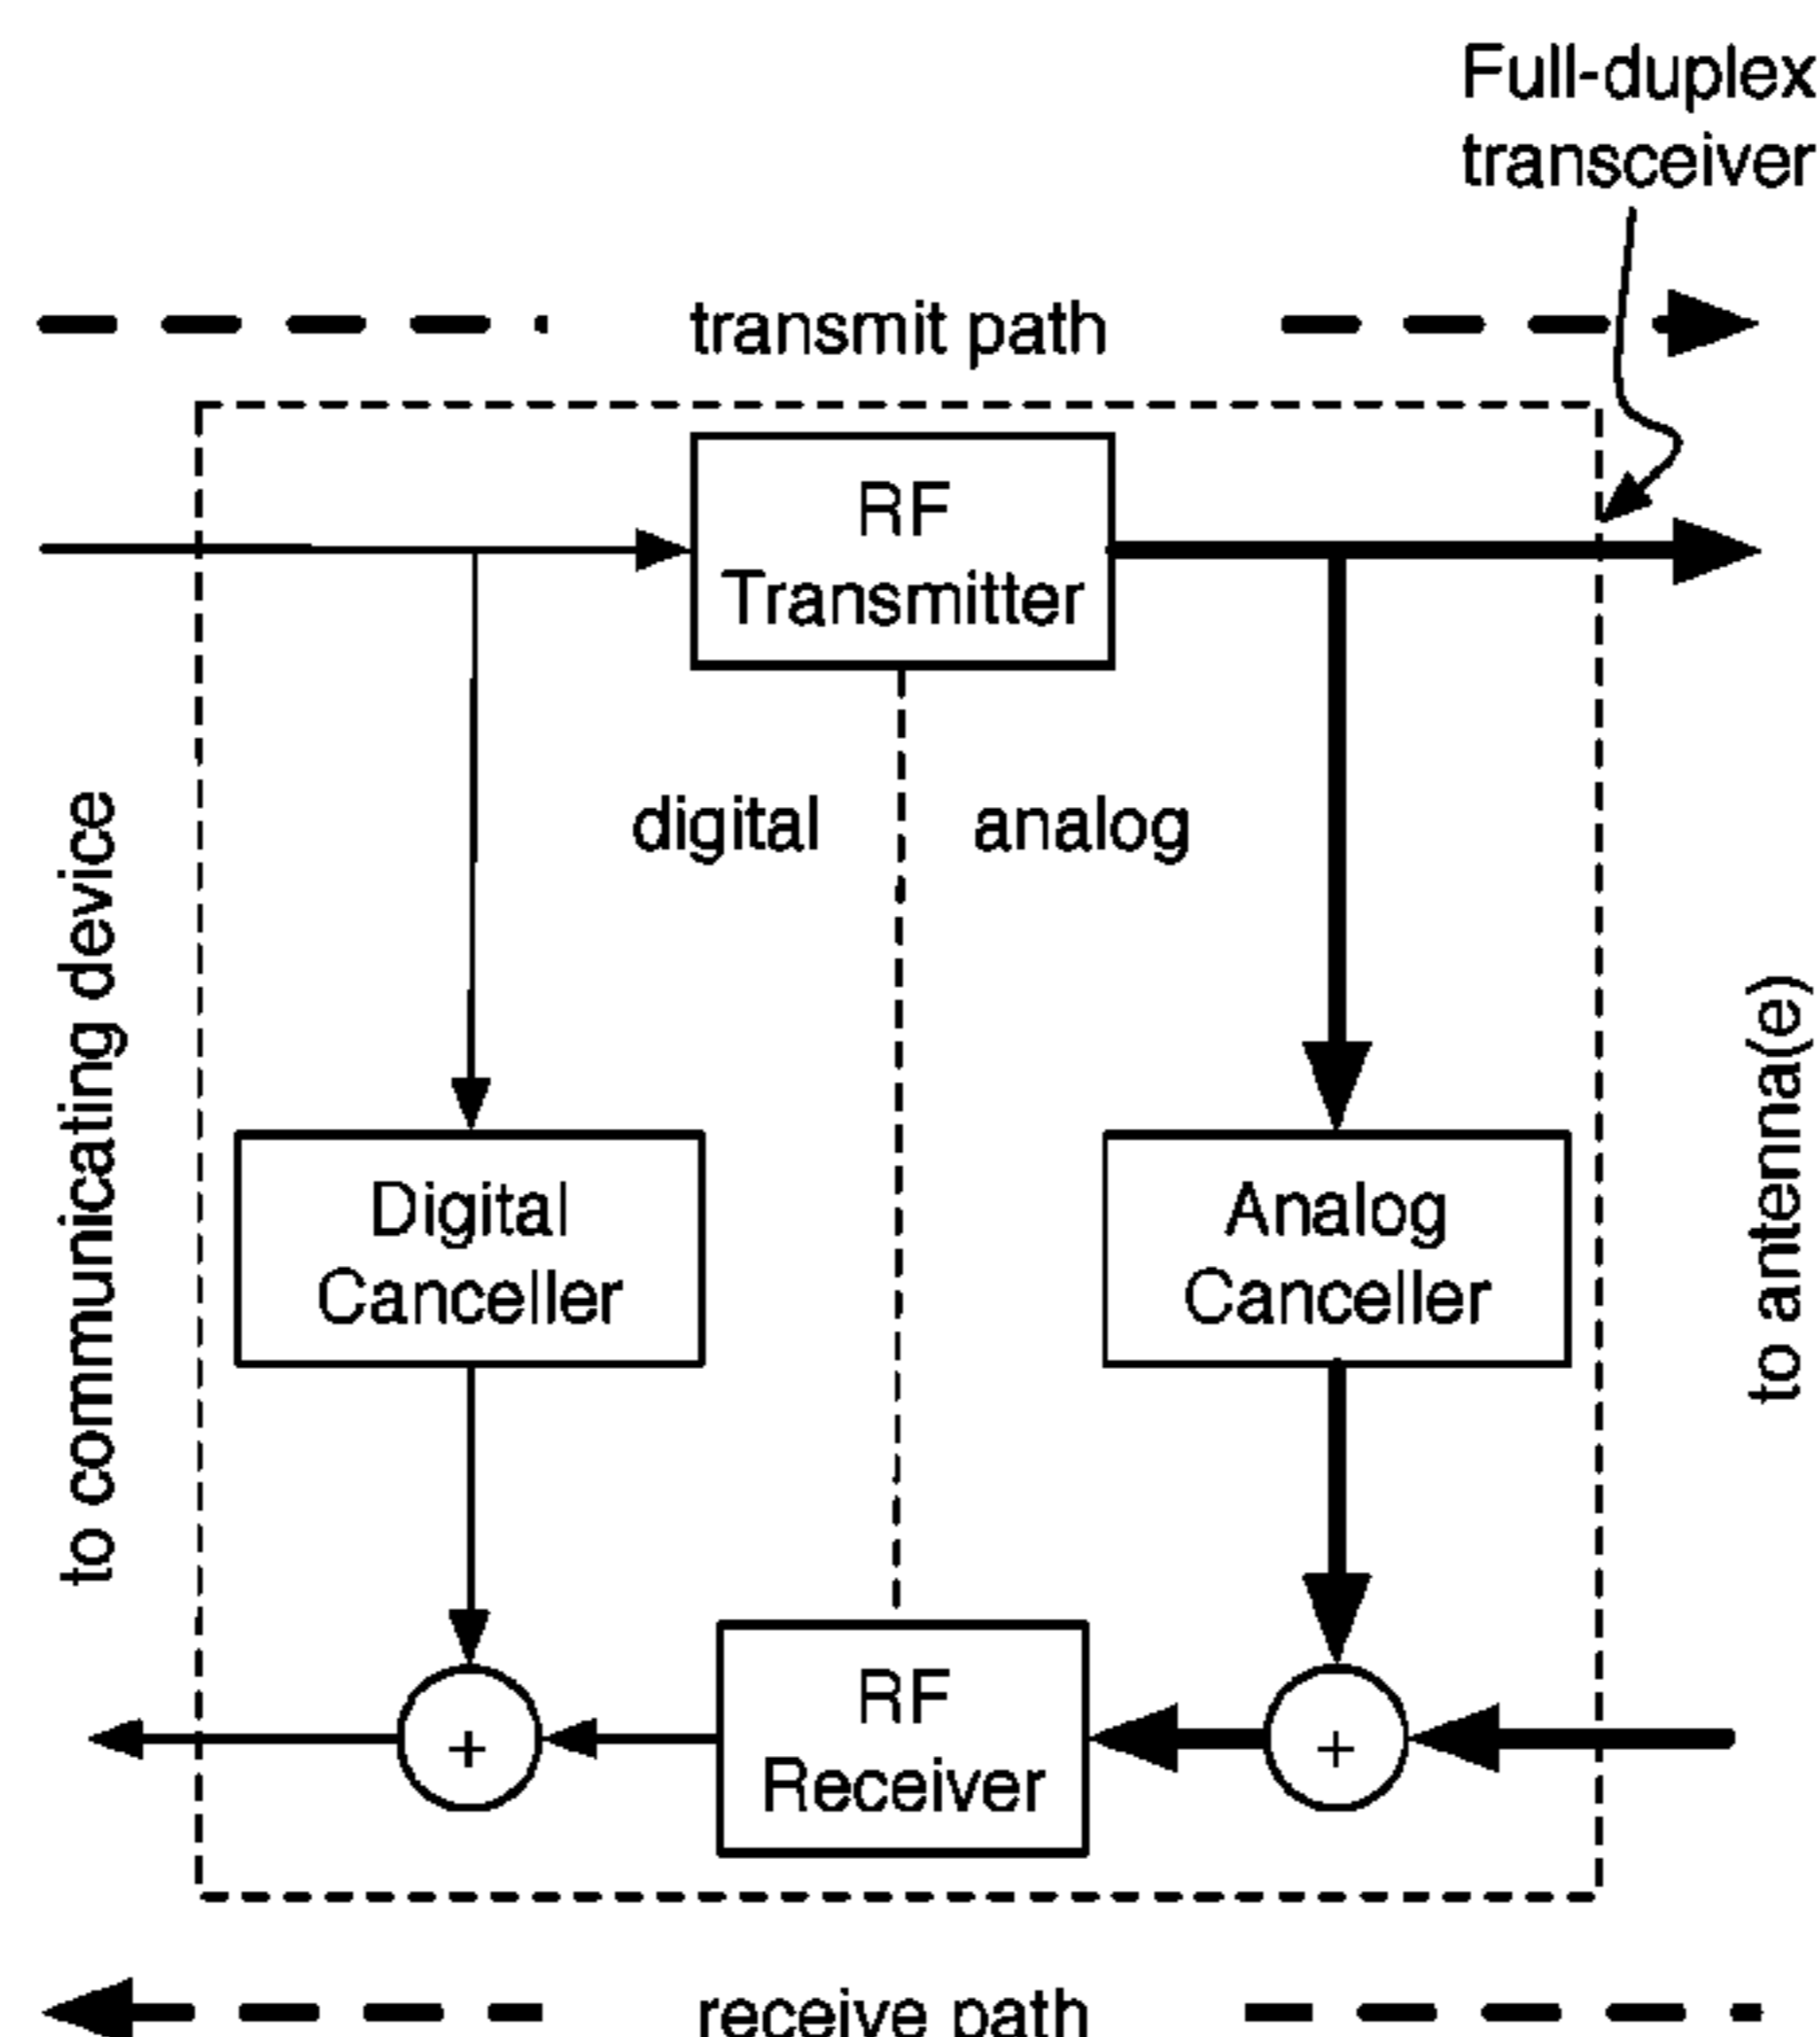 Full-duplex
transceiver
transmit path
RF
Transmitter
digital
analog
to communicating device
to antenna(e)
Digital
Canceller
Analog
Canceller
RF
Receiver
+
+
receive path